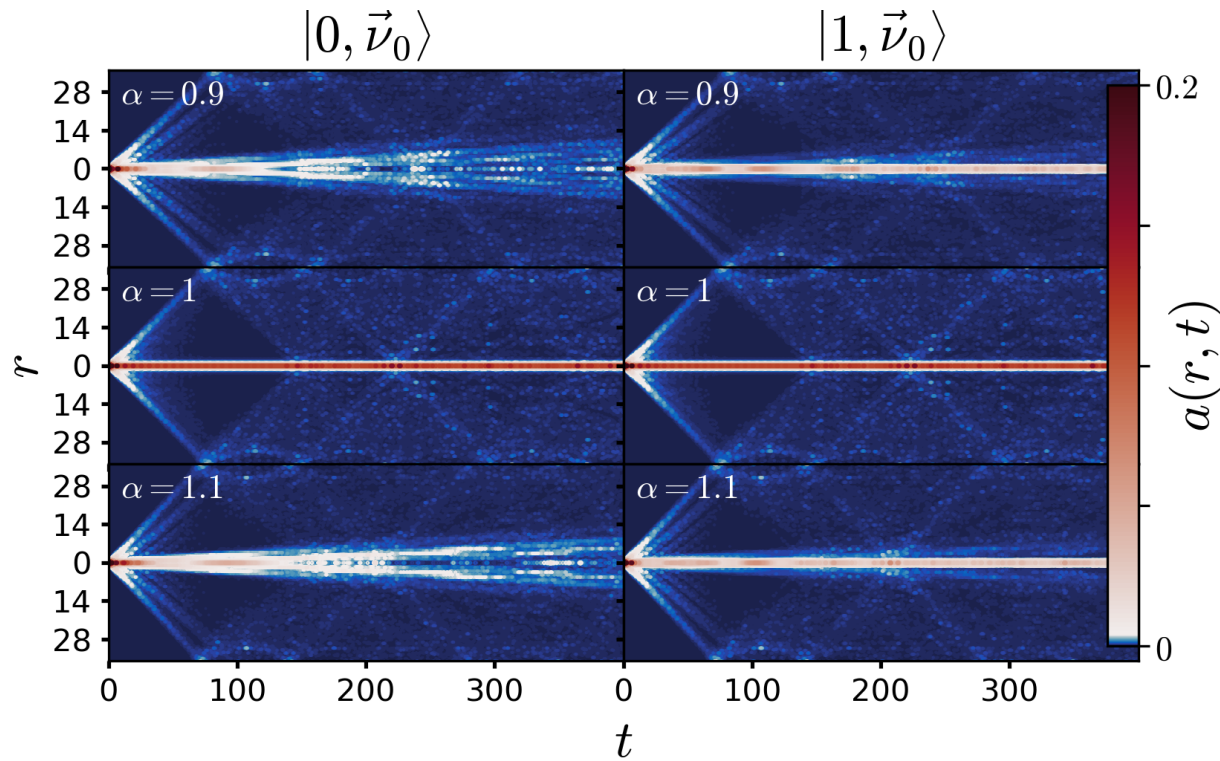 |0, ν⃗₀⟩ |1, ν⃗₀⟩
28 α = 0.9 α = 0.9 0.2
14
0
14
28
28 α = 1 α = 1
14
r 0 a(r, t)
14
28
28 α = 1.1 α = 1.1
14
0
14
28 0
0 100 200 300 0 100 200 300
t